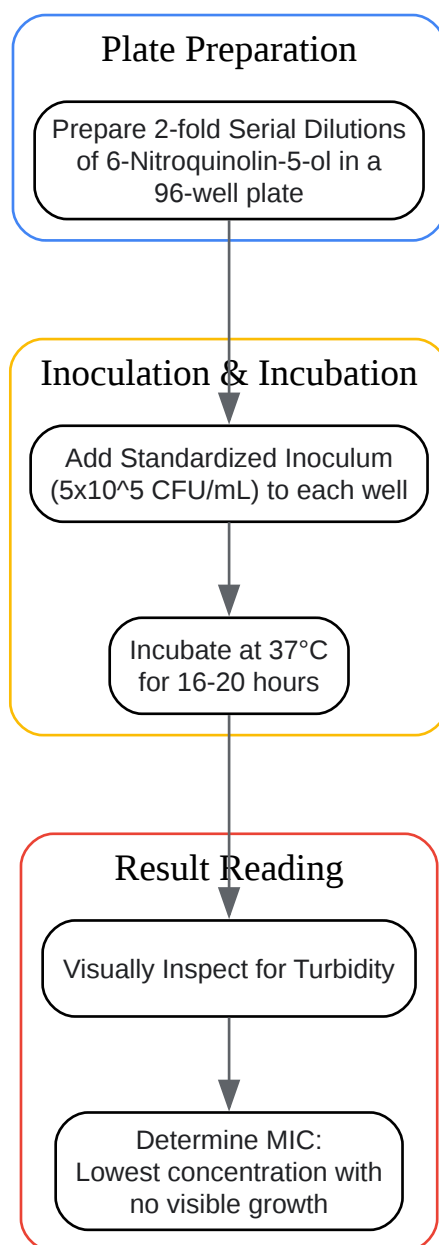 Plate Preparation
Prepare 2-fold Serial Dilutions
of 6-Nitroquinolin-5-ol in a
96-well plate
Inoculation & Incubation
Add Standardized Inoculum
(5x10^5 CFU/mL) to each well
Incubate at 37°C
for 16-20 hours
Result Reading
Visually Inspect for Turbidity
Determine MIC:
Lowest concentration with
no visible growth